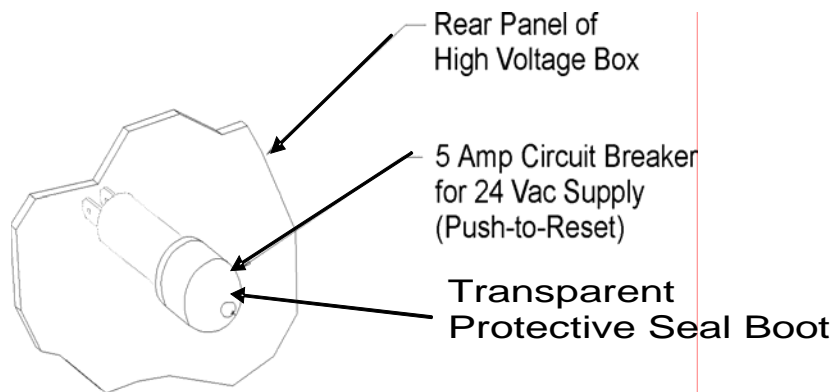 Rear Panel of
High Voltage Box
5 Amp Circuit Breaker
for 24 Vac Supply
(Push-to-Reset)
Transparent
Protective Seal Boot